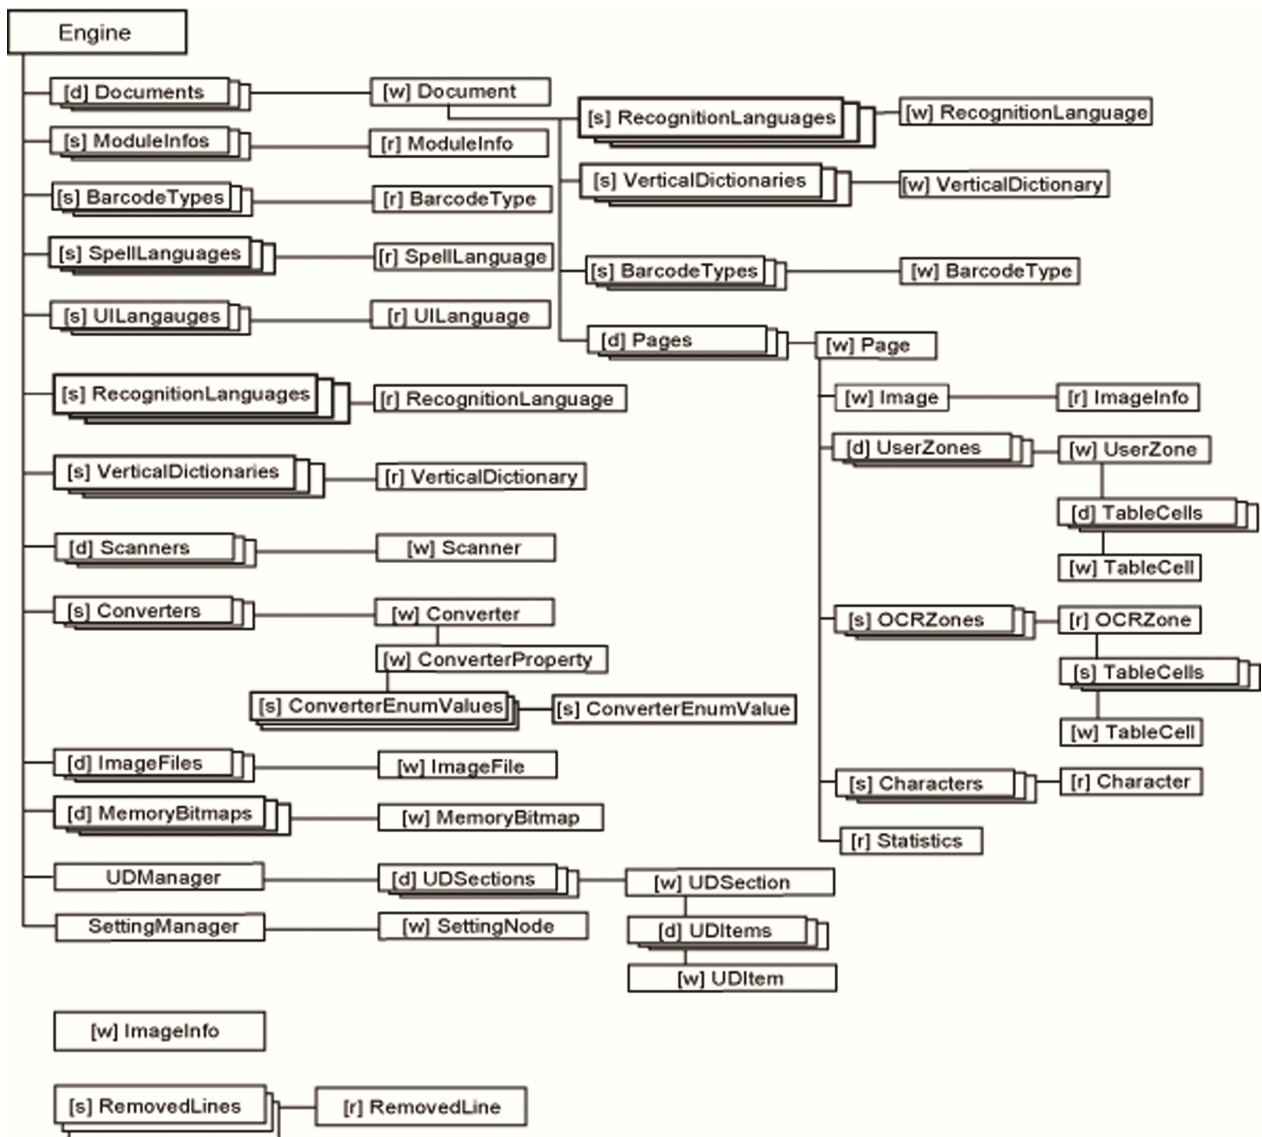 Engine
[d] Documents
[w] Document
[s] RecognitionLanguages
[w] RecognitionLanguage
[s] ModuleInfos
[r] ModuleInfo
[s] VerticalDictionaries
[w] VerticalDictionary
[s] BarcodeTypes
[r] BarcodeType
[s] SpellLanguages
[r] SpellLanguage
[s] BarcodeTypes
[w] BarcodeType
[s] UILangauges
[r] UILanguage
[d] Pages
[w] Page
[s] RecognitionLanguages
[r] RecognitionLanguage
[w] Image
[r] ImageInfo
[d] UserZones
[w] UserZone
[s] VerticalDictionaries
[r] VerticalDictionary
[d] TableCells
[d] Scanners
[w] Scanner
[w] TableCell
[s] Converters
[w] Converter
[s] OCRZones
[r] OCRZone
[w] ConverterProperty
[s] TableCells
[s] ConverterEnumValues
[s] ConverterEnumValue
[w] TableCell
[d] ImageFiles
[w] ImageFile
[s] Characters
[r] Character
[d] MemoryBitmaps
[w] MemoryBitmap
[r] Statistics
UDManager
[d] UDSections
[w] UDSection
SettingManager
[w] SettingNode
[d] UDItems
[w] UDItem
[w] ImageInfo
[s] RemovedLines
[r] RemovedLine